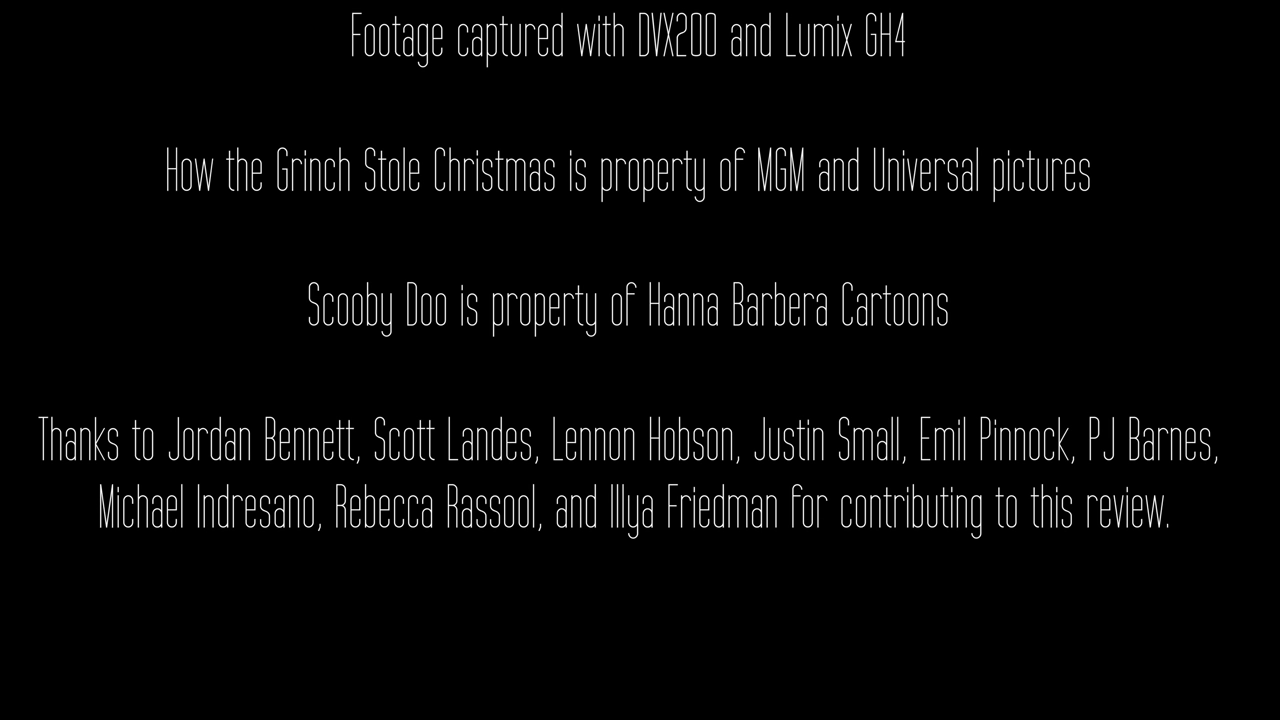 Footage captured with DVX200 and Lumix GH4
How the Grinch Stole Christmas is property of MGM and Universal pictures
Scooby Doo is property of Hanna Barbera Cartoons
Thanks to Jordan Bennett, Scott Landes, Lennon Hobson, Justin Small, Emil Pinnock, PJ Barnes,
Michael Indresano, Rebecca Rassool, and Illya Friedman for contributing to this review.